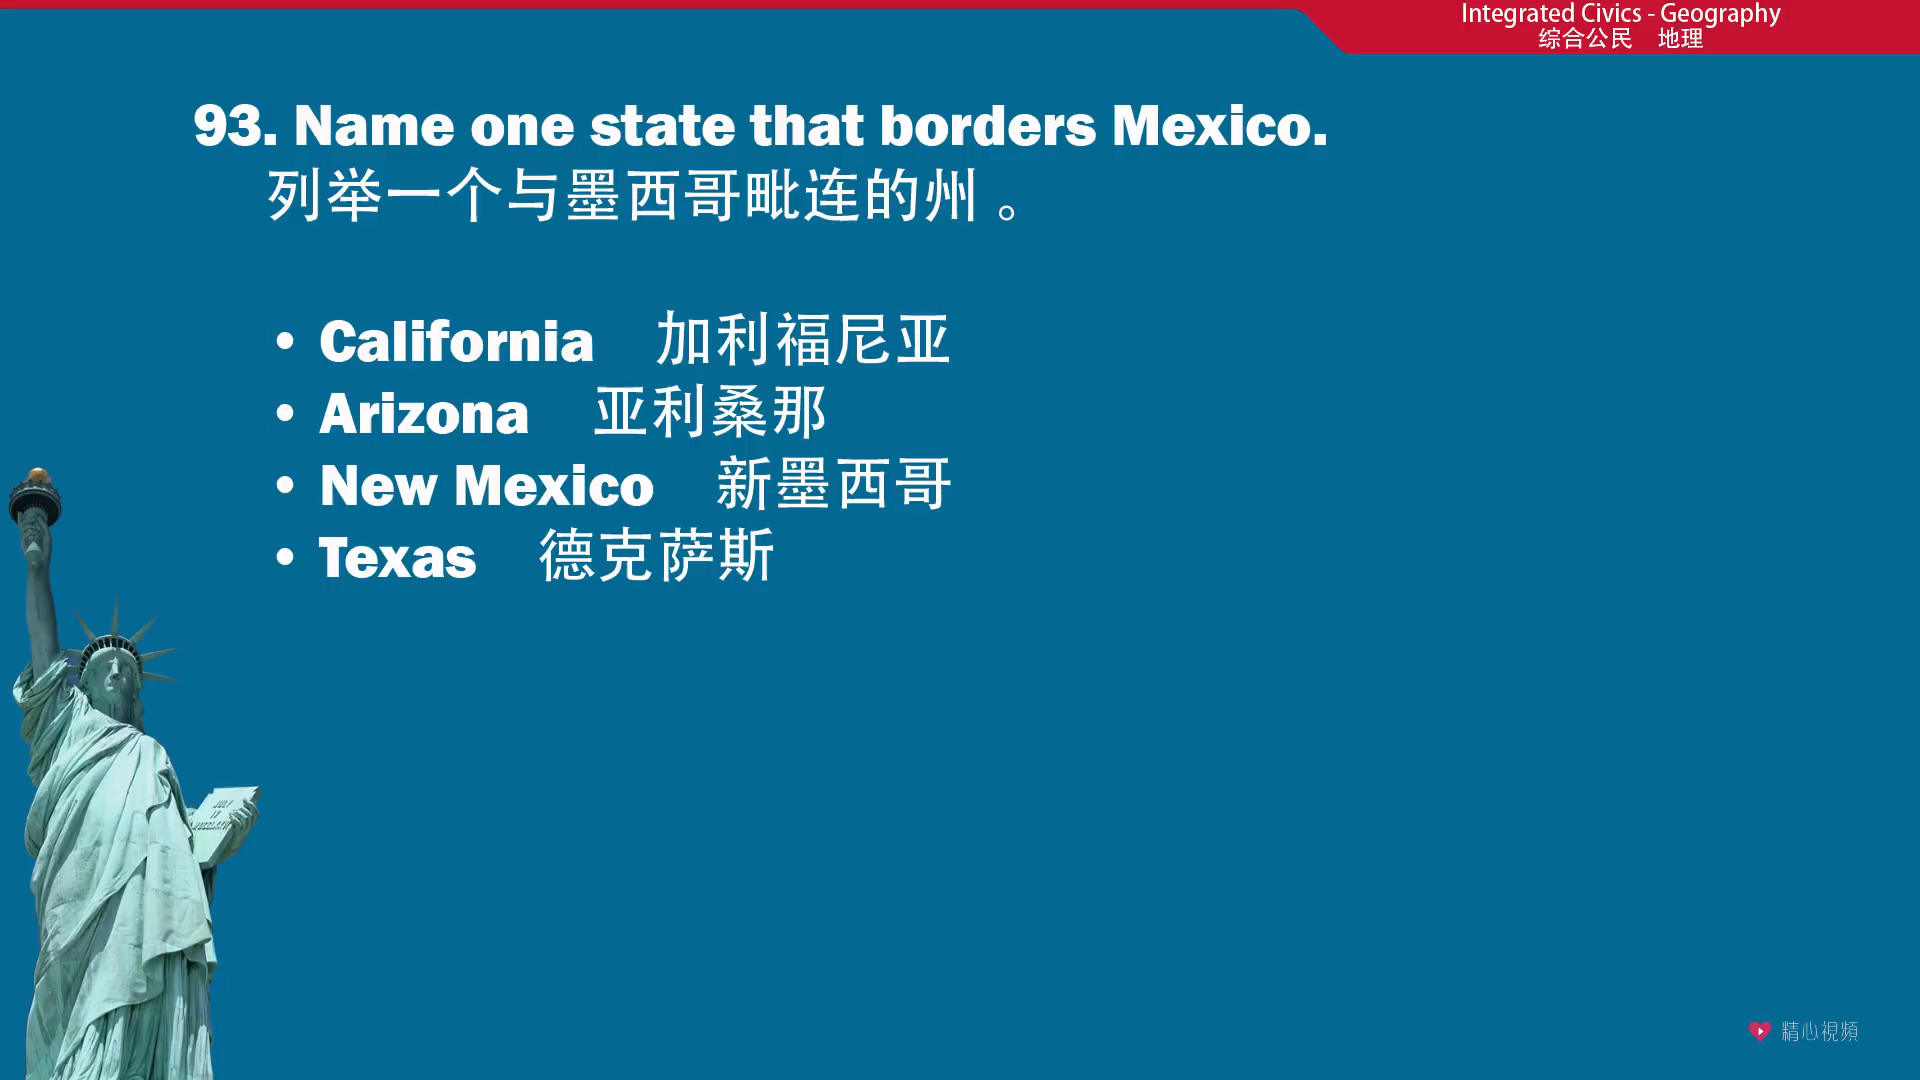 Integrated Civics - Geography
综合公民 地理
93. Name one state that borders Mexico.
列举一个与墨西哥毗连的州 。
• California 加利福尼亚
• Arizona 亚利桑那
• New Mexico 新墨西哥
• Texas 德克萨斯
JULY
IV
精心視頻